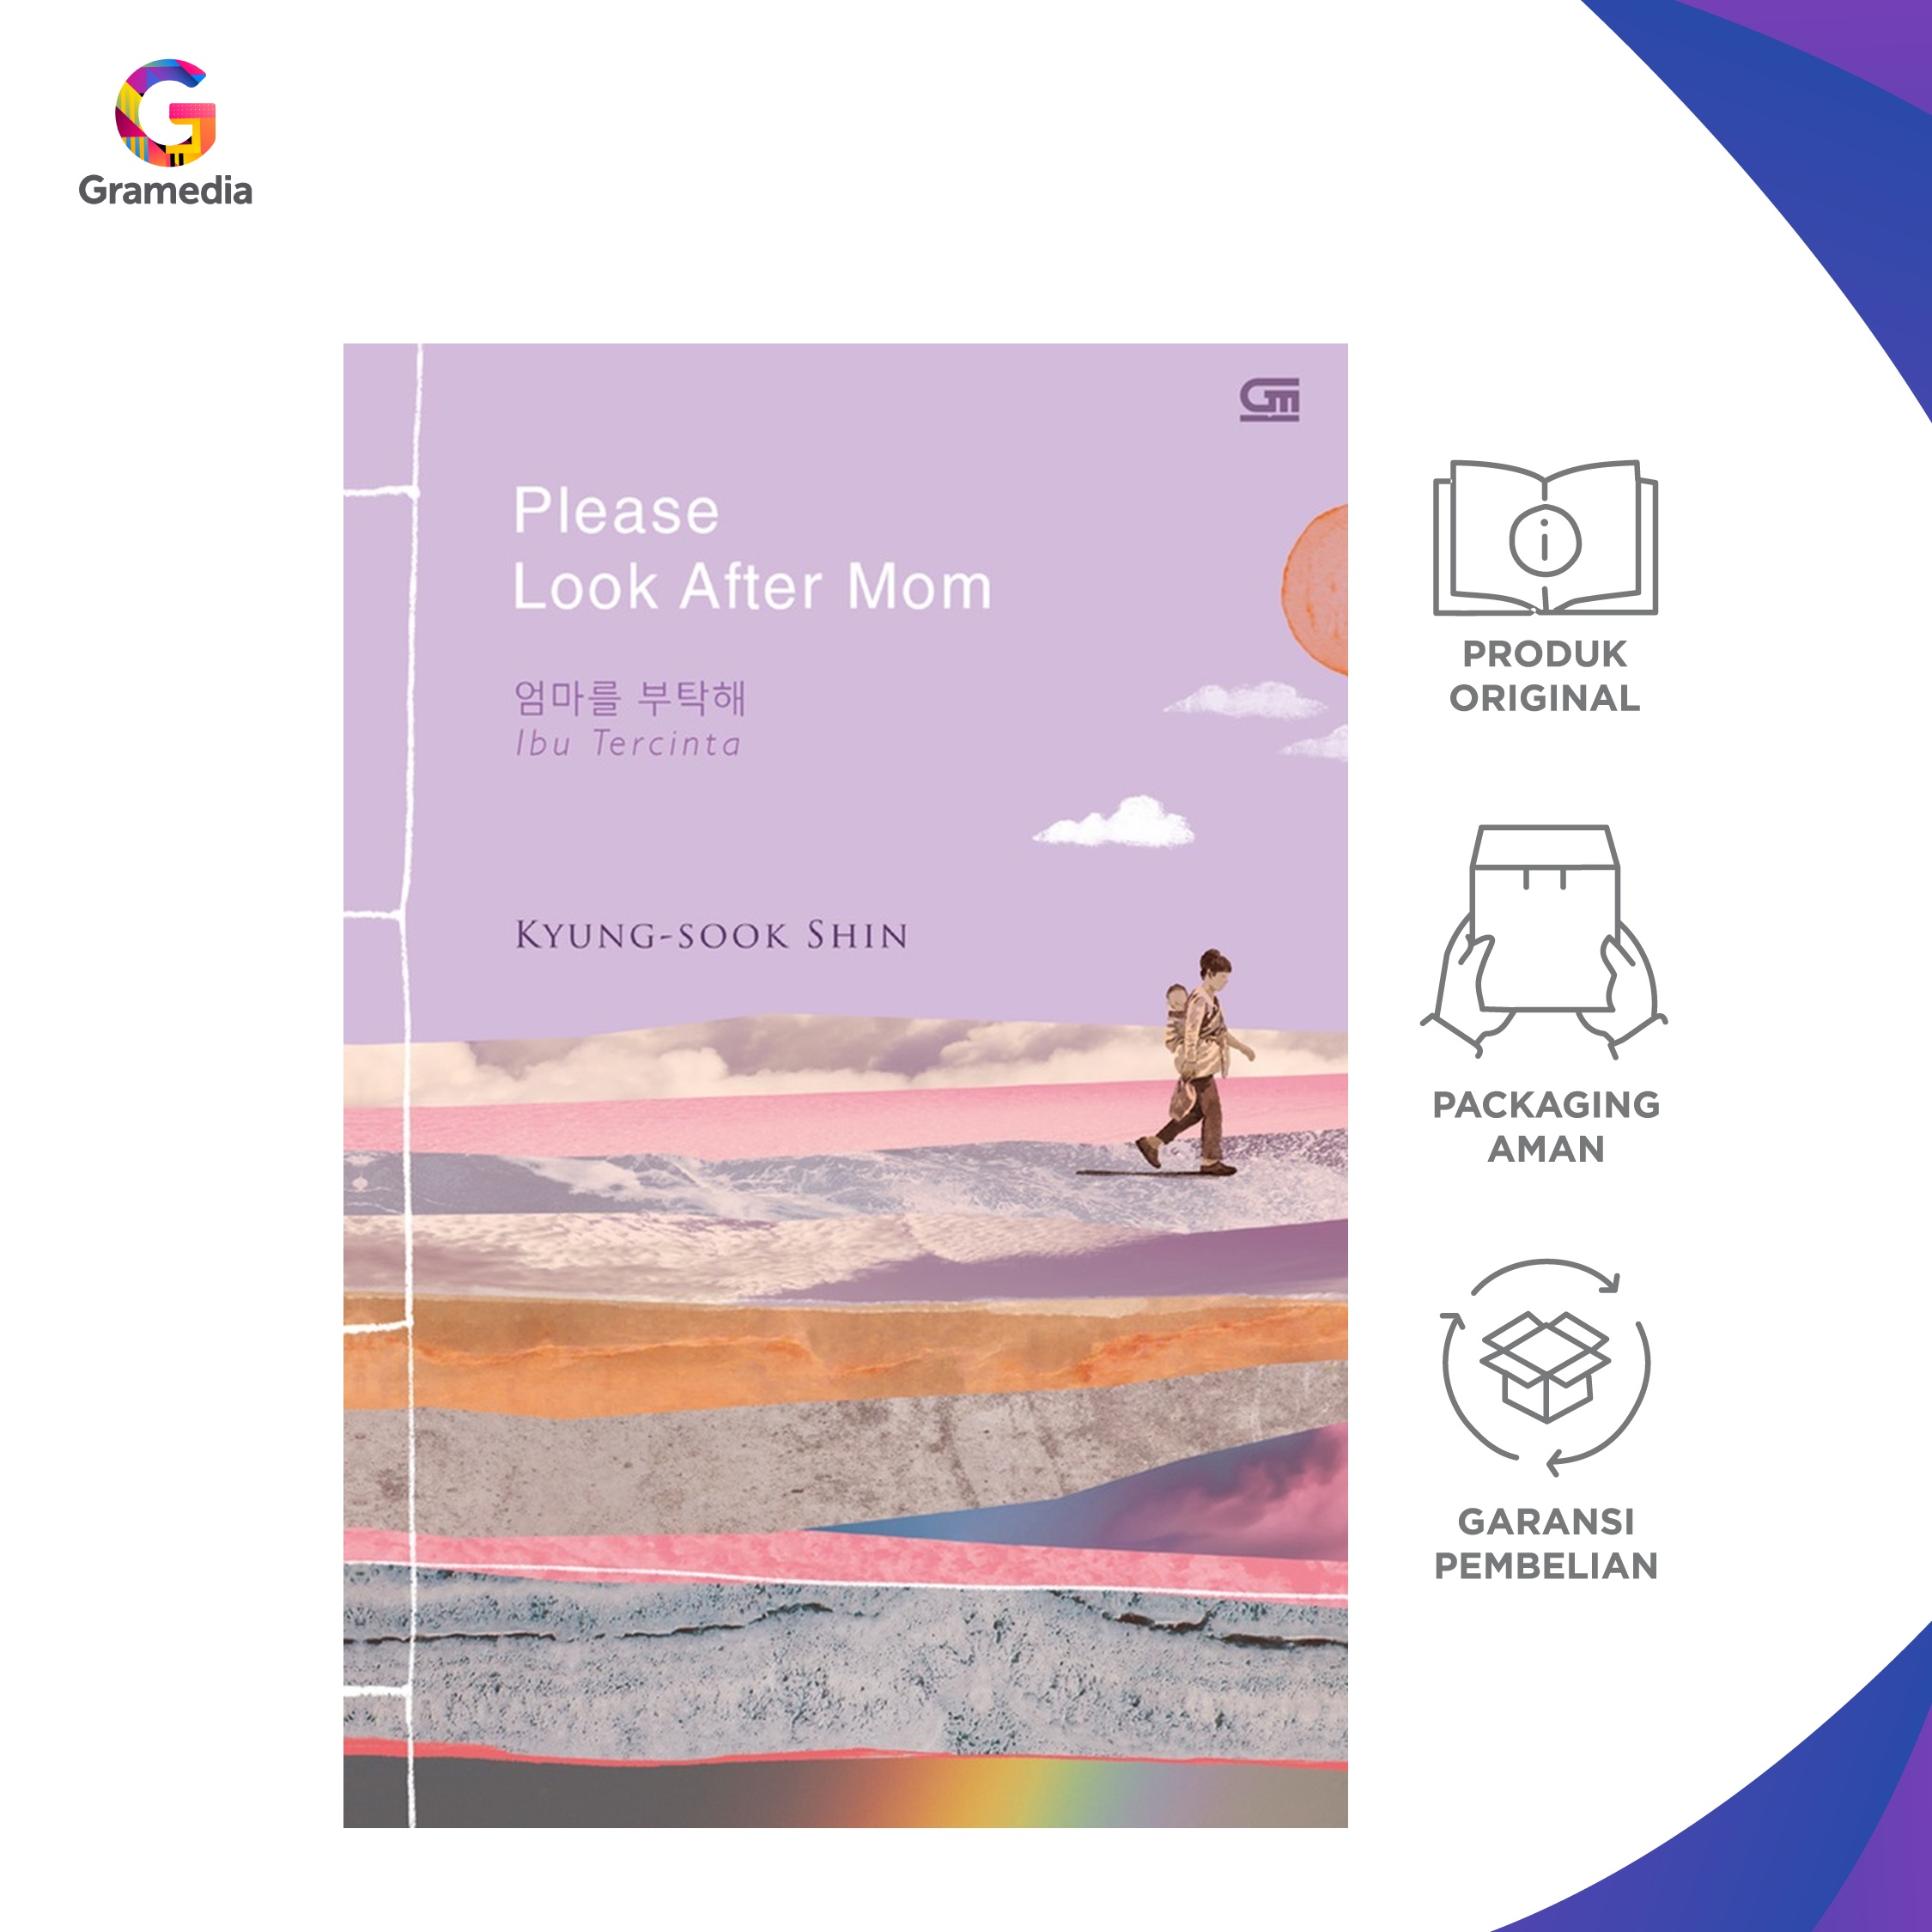 Gramedia
GM
Please
Look After Mom
엄마를 부탁해
Ibu Tercinta
KYUNG-SOOK SHIN
PRODUK
ORIGINAL
PACKAGING
AMAN
GARANSI
PEMBELIAN